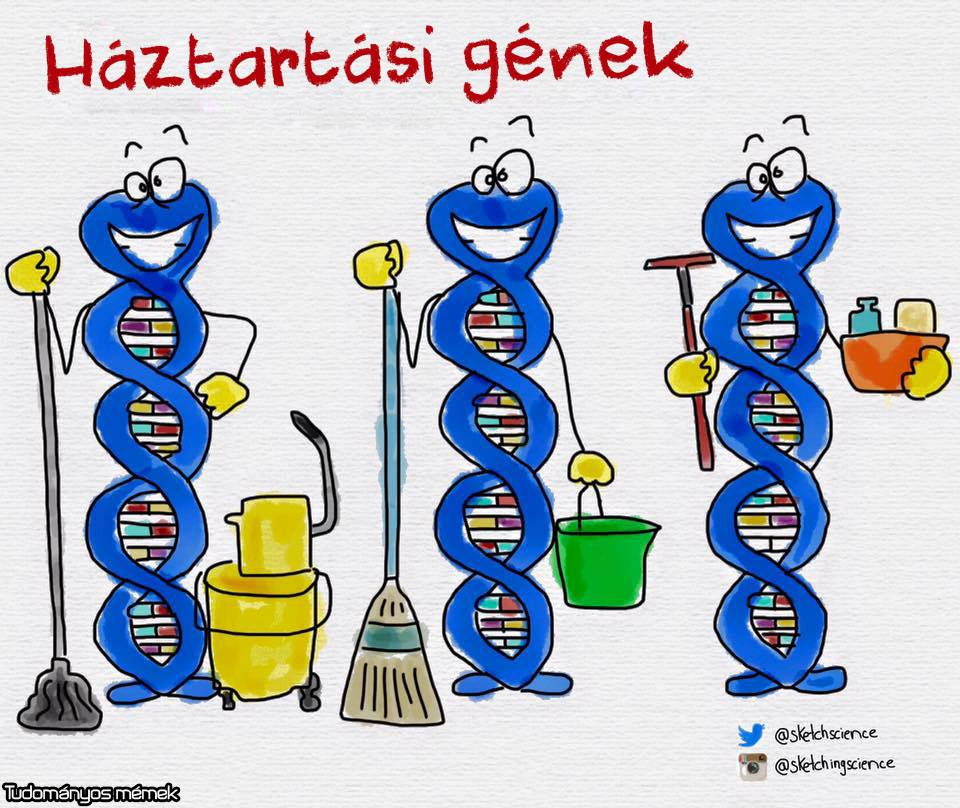 Háztartási gének
@sketchscience
@sketchingscience
Tudományos mémek